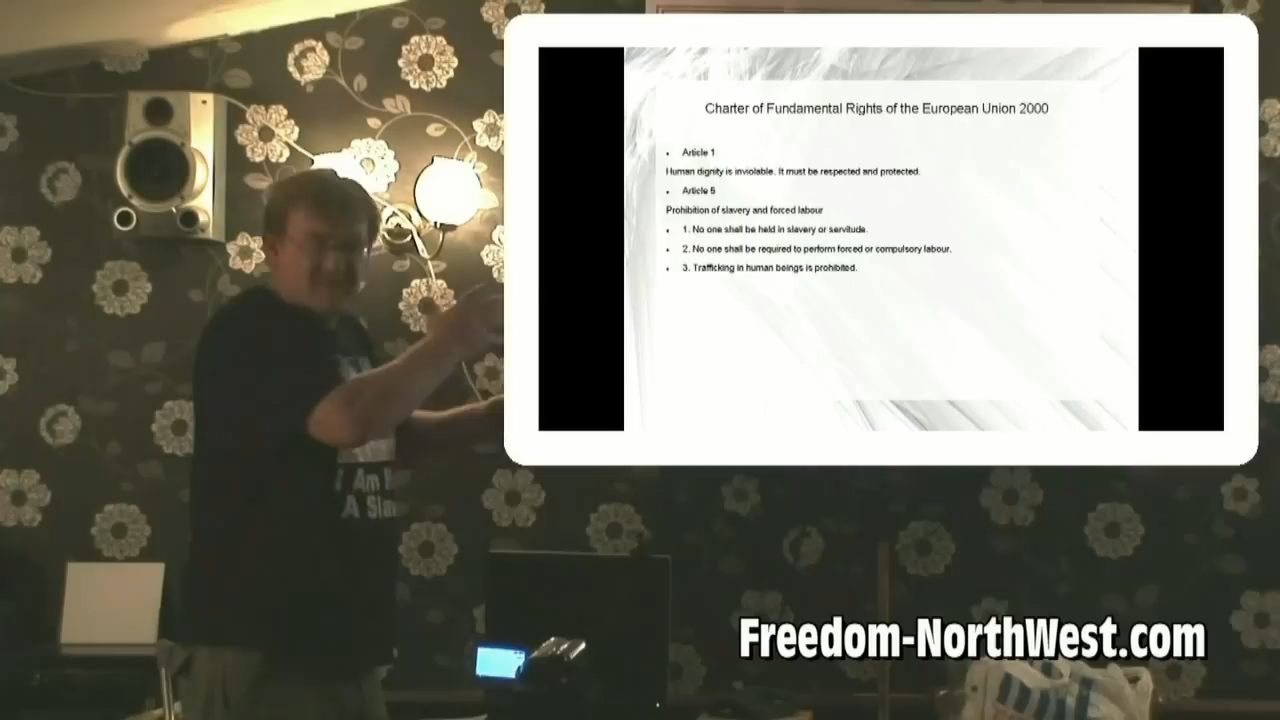 Charter of Fundamental Rights of the European Union 2000
• Article 1
Human dignity is inviolable. It must be respected and protected.
• Article 5
Prohibition of slavery and forced labour
• 1. No one shall be held in slavery or servitude.
• 2. No one shall be required to perform forced or compulsory labour.
• 3. Trafficking in human beings is prohibited.
I Am
A
Freedom-NorthWest.com